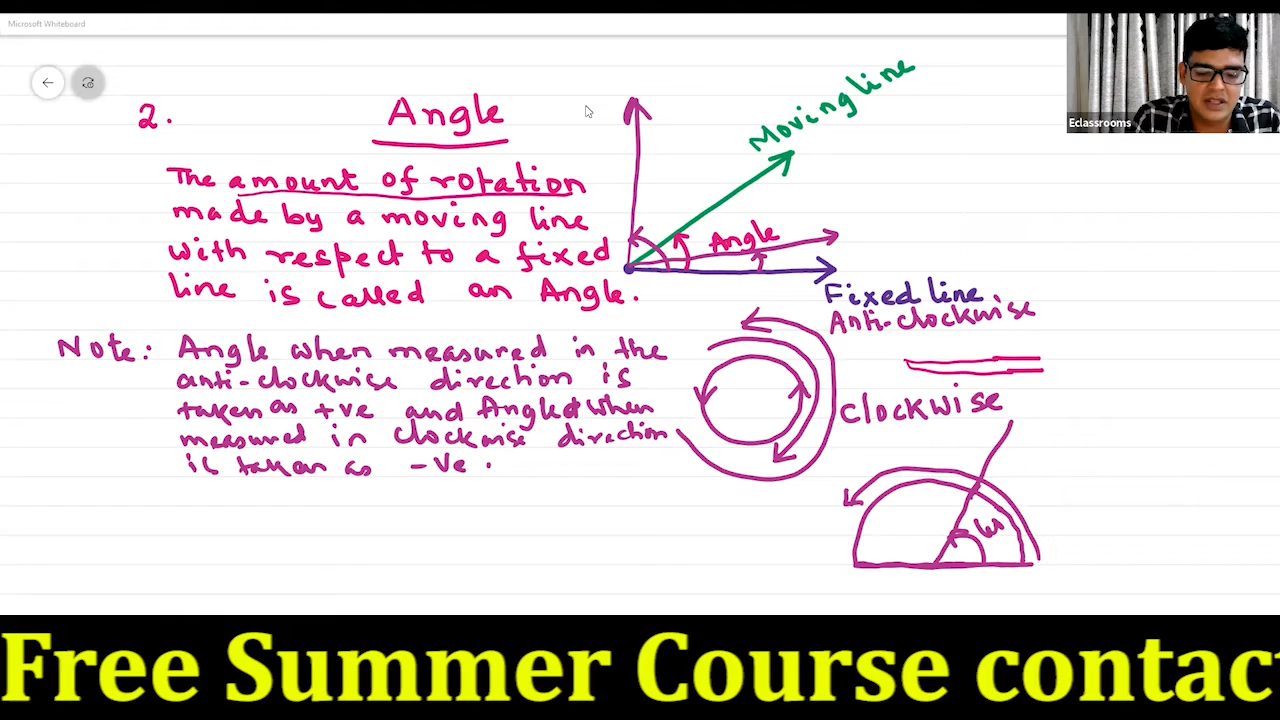 Microsoft Whiteboard
Eclassrooms
2.
Angle
The amount of rotation
made by a moving line
with respect to a fixed
line is called an Angle.
Moving line
Angle
Fixed line
Anti-clockwise
Note: Angle when measured in the
anti-clockwise direction is
taken as +ve and Angle when
measured in clockwise direction
is taken as -ve.
clockwise
Free Summer Course contac